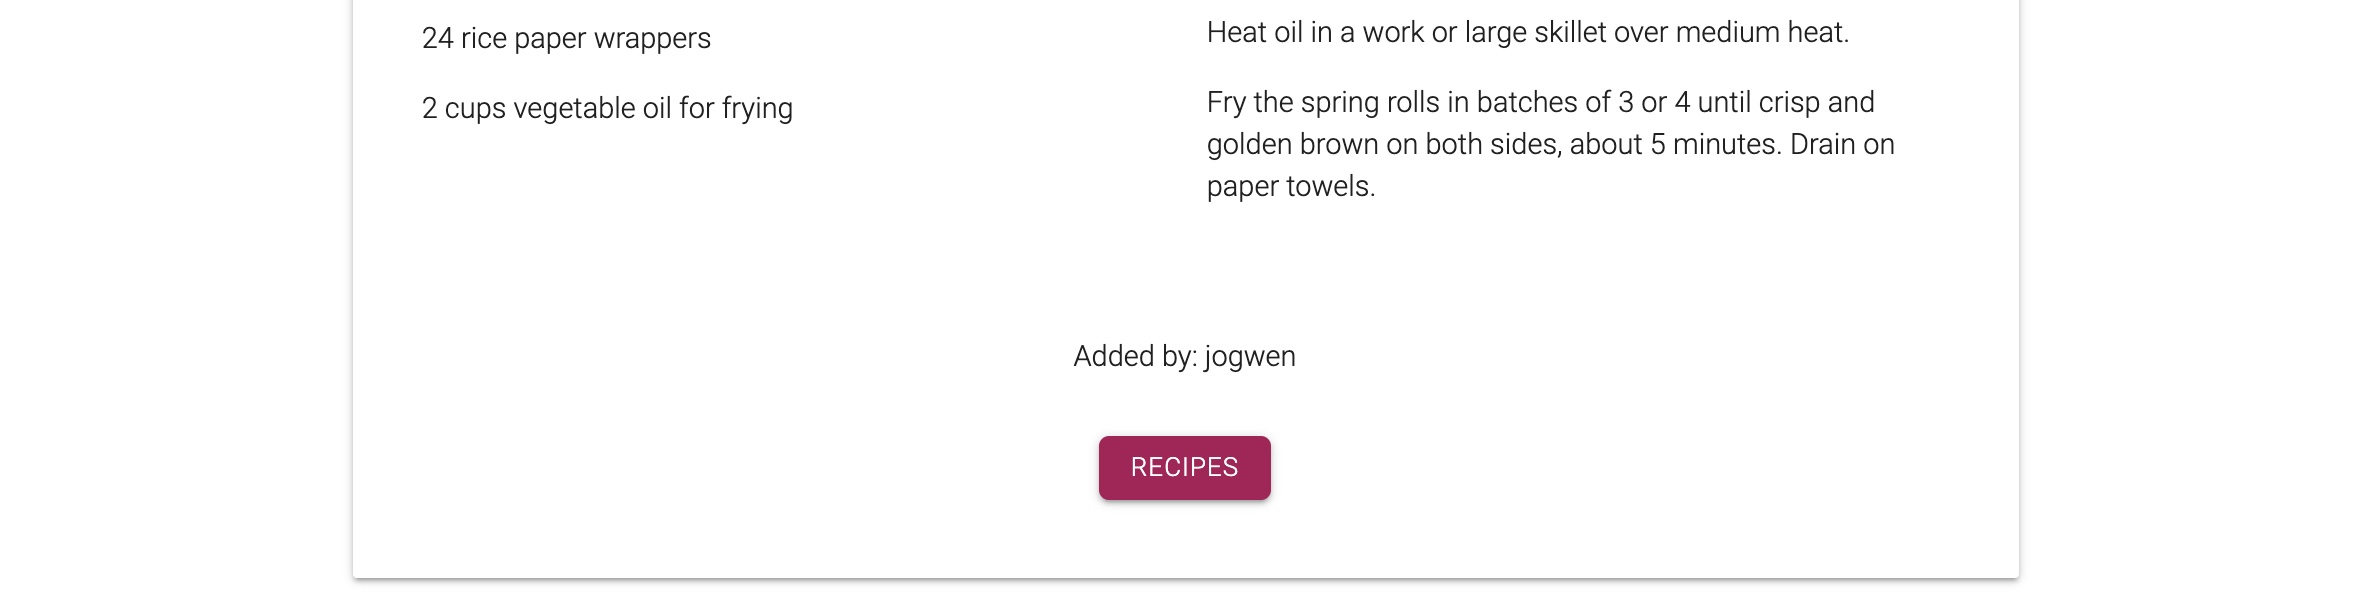 24 rice paper wrappers
2 cups vegetable oil for frying
Heat oil in a work or large skillet over medium heat.
Fry the spring rolls in batches of 3 or 4 until crisp and
golden brown on both sides, about 5 minutes. Drain on
paper towels.
Added by: jogwen
RECIPES